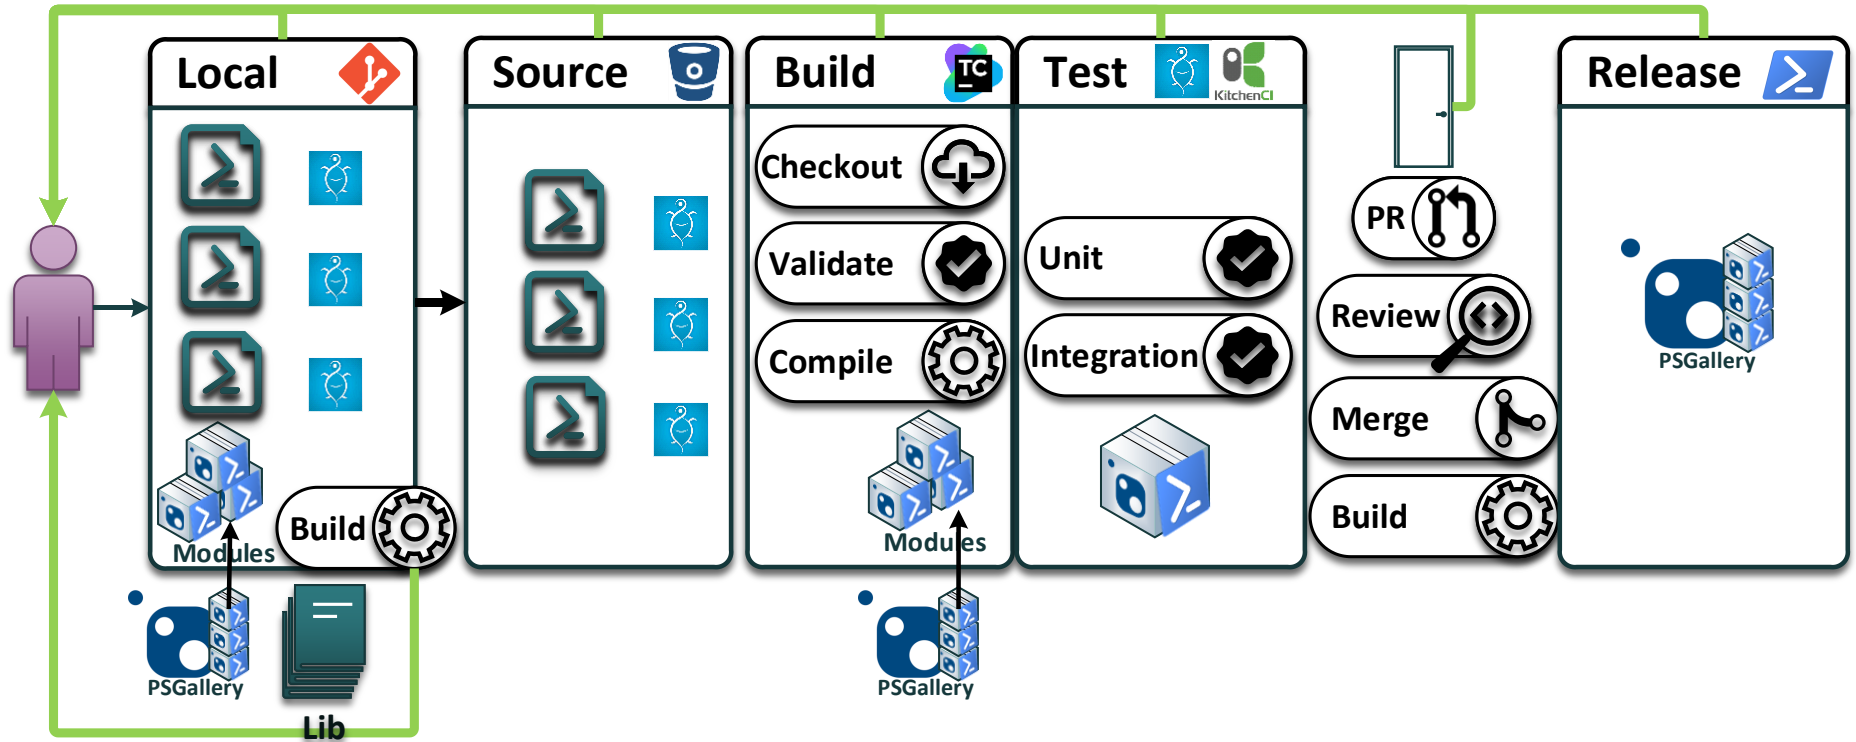 Local
Source
Build
TC
Test
KitchenCI
Release
Checkout
Validate
Compile
Unit
Integration
PR
Review
Merge
Build
PSGallery
Modules
Build
Modules
PSGallery
Lib
PSGallery